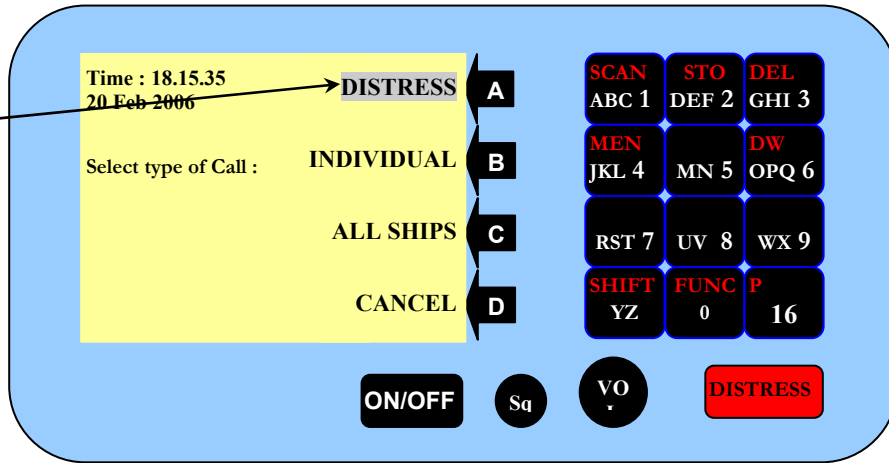 Time : 18.15.35
20 Feb 2006
DISTRESS
A
Select type of Call :
INDIVIDUAL
B
ALL SHIPS
C
CANCEL
D
SCAN STO DEL
ABC 1 DEF 2 GHI 3
MEN DW
JKL 4 MN 5 OPQ 6
RST 7 UV 8 WX 9
SHIFT FUNC P
YZ 0 16
ON/OFF
Sq
VO
DISTRESS